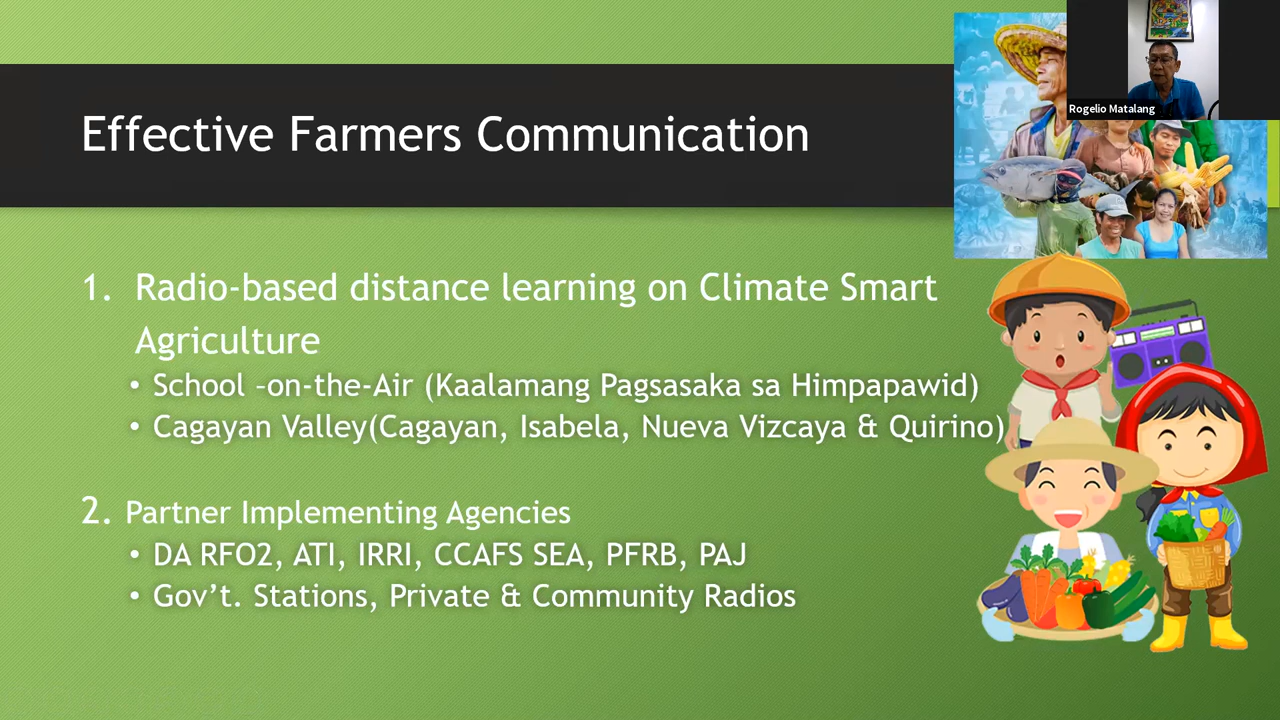 Rogelio Matalang
Effective Farmers Communication
1. Radio-based distance learning on Climate Smart
Agriculture
• School –on-the-Air (Kaalamang Pagsasaka sa Himpapawid)
• Cagayan Valley(Cagayan, Isabela, Nueva Vizcaya & Quirino)
2. Partner Implementing Agencies
• DA RFO2, ATI, IRRI, CCAFS SEA, PFRB, PAJ
• Gov’t. Stations, Private & Community Radios